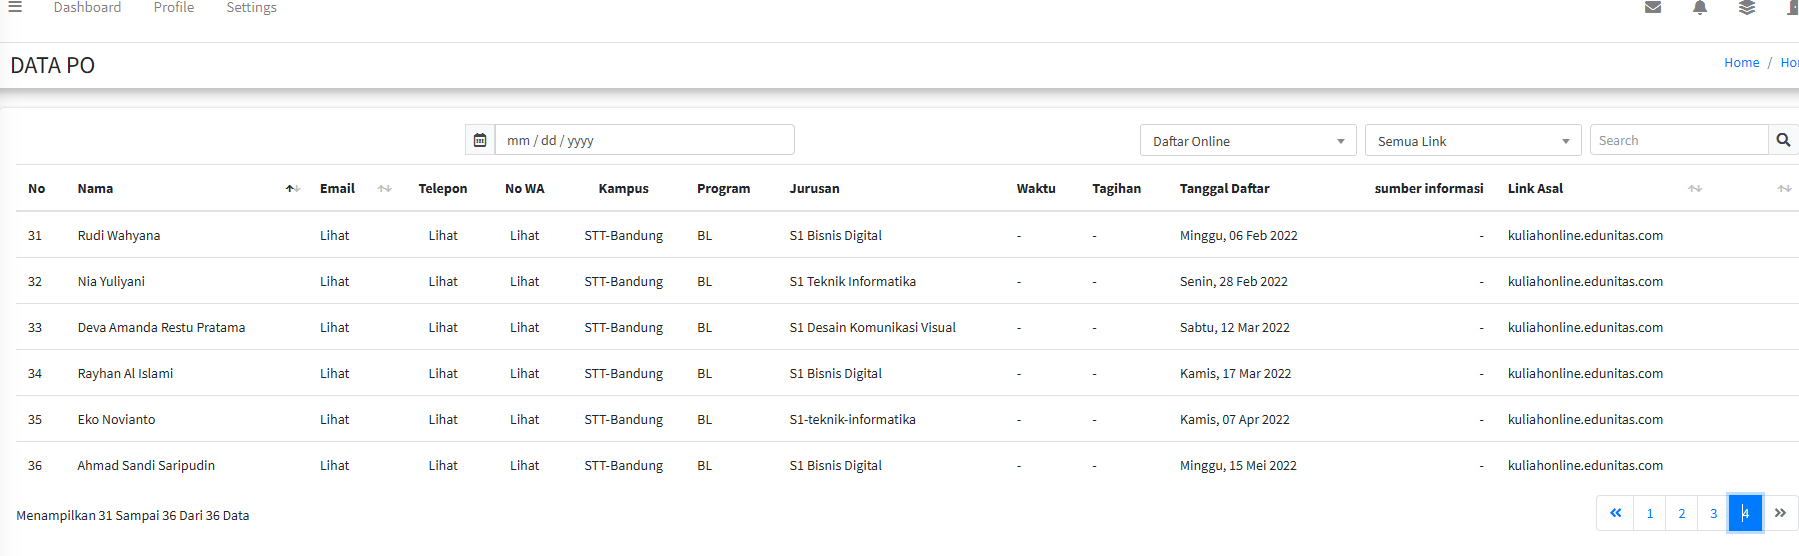 Dashboard Profile Settings
DATA PO
Home /
mm / dd / yyyy Daftar Online Semua Link Search
No Nama Email Telepon No WA Kampus Program Jurusan Waktu Tagihan Tanggal Daftar sumber informasi Link Asal
31 Rudi Wahyana Lihat Lihat Lihat STT-Bandung BL S1 Bisnis Digital - - Minggu, 06 Feb 2022 - kuliahonline.edunitas.com
32 Nia Yuliyani Lihat Lihat Lihat STT-Bandung BL S1 Teknik Informatika - - Senin, 28 Feb 2022 - kuliahonline.edunitas.com
33 Deva Amanda Restu Pratama Lihat Lihat Lihat STT-Bandung BL S1 Desain Komunikasi Visual - - Sabtu, 12 Mar 2022 - kuliahonline.edunitas.com
34 Rayhan Al Islami Lihat Lihat Lihat STT-Bandung BL S1 Bisnis Digital - - Kamis, 17 Mar 2022 - kuliahonline.edunitas.com
35 Eko Novianto Lihat Lihat Lihat STT-Bandung BL S1-teknik-informatika - - Kamis, 07 Apr 2022 - kuliahonline.edunitas.com
36 Ahmad Sandi Saripudin Lihat Lihat Lihat STT-Bandung BL S1 Bisnis Digital - - Minggu, 15 Mei 2022 - kuliahonline.edunitas.com
Menampilkan 31 Sampai 36 Dari 36 Data « 1 2 3 4 »